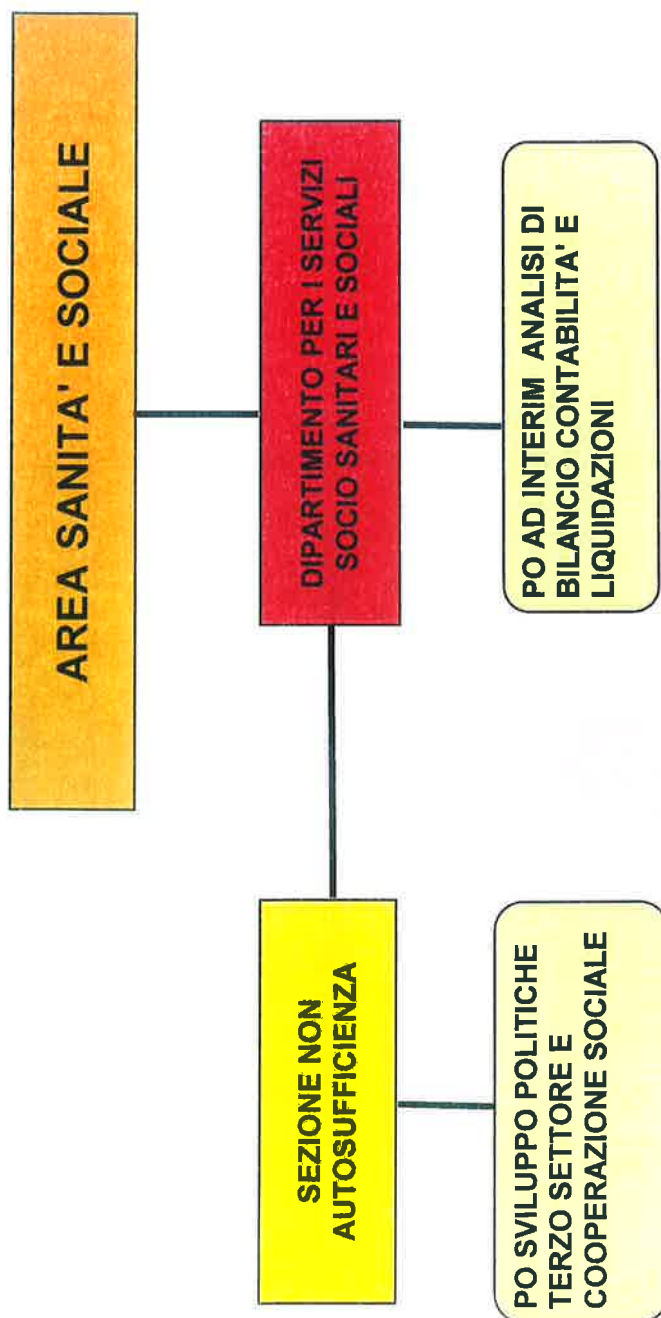 AREA SANITA' E SOCIALE
DIPARTIMENTO PER I SERVIZI
SOCIO SANITARI E SOCIALI
SEZIONE NON
AUTOSUFFICIENZA
PO AD INTERIM ANALISI DI
BILANCIO CONTABILITA' E
LIQUIDAZIONI
PO SVILUPPO POLITICHE
TERZO SETTORE E
COOPERAZIONE SOCIALE